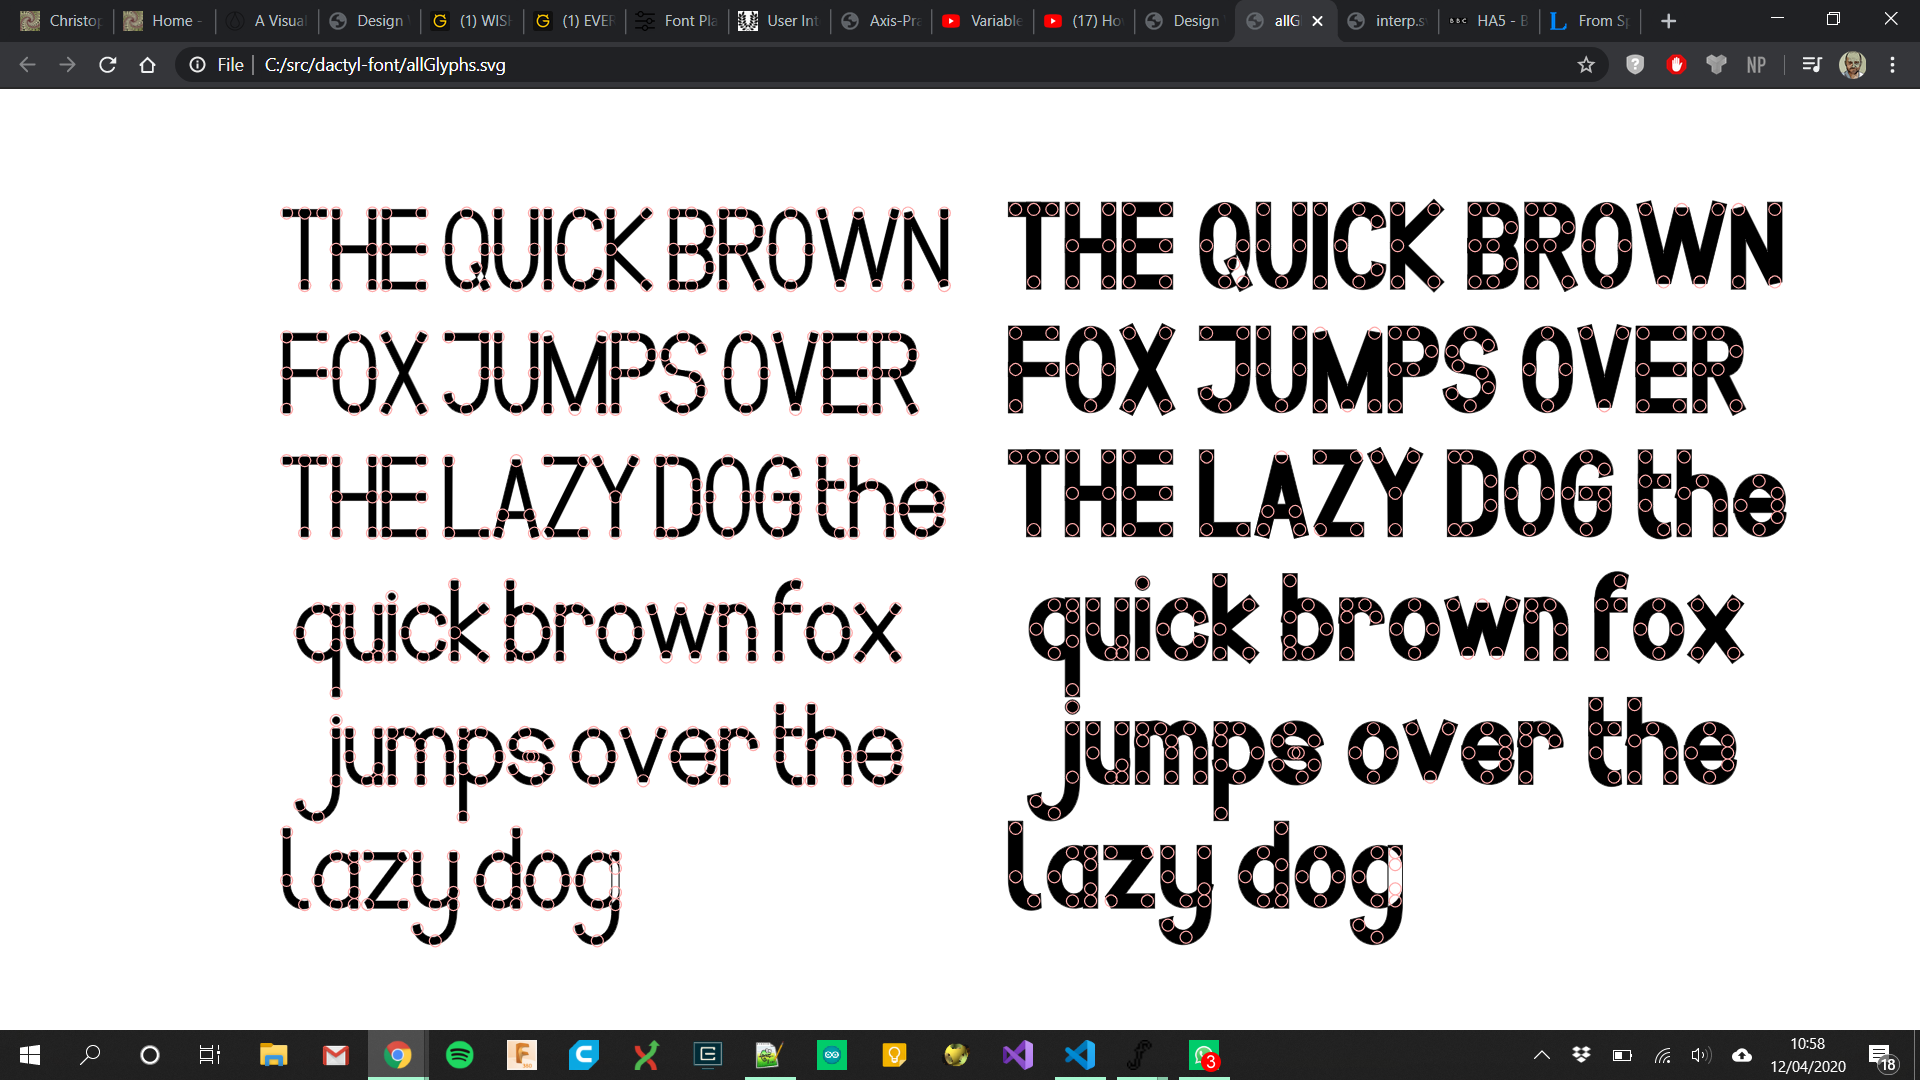 Christop
Home -
A Visual
Design
(1) WISH
(1) EVER
Font Pla
User Int
Axis-Pra
Variable
(17) Ho
Design
allG
interp.s
BBC HA5 - B
From Sp
File C:/src/dactyl-font/allGlyphs.svg
NP
THE QUICK BROWN
FOX JUMPS OVER
THE LAZY DOG the
quick brown fox
jumps over the
lazy dog
THE QUICK BROWN
FOX JUMPS OVER
THE LAZY DOG the
quick brown fox
jumps over the
lazy dog
3
10:58
12/04/2020
18